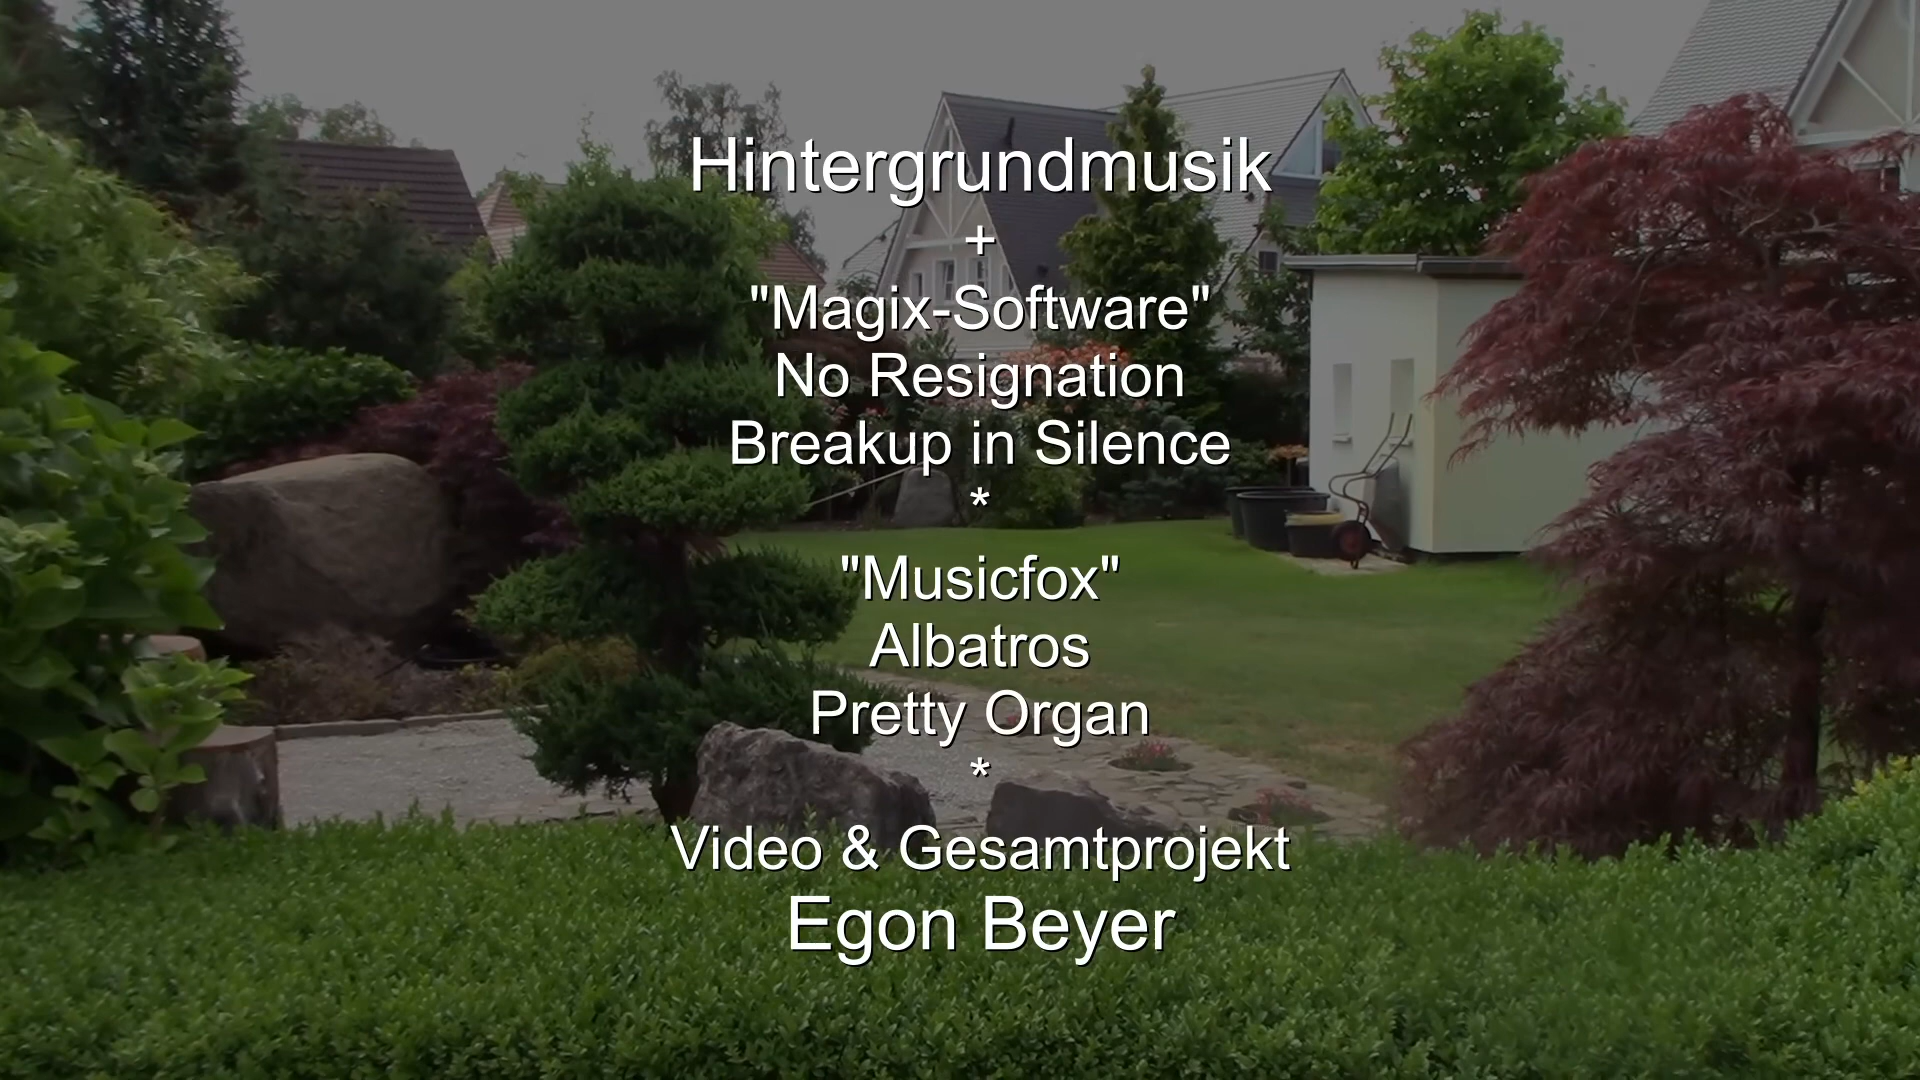 Hintergrundmusik
+
"Magix-Software"
No Resignation
Breakup in Silence
*
"Musicfox"
Albatros
Pretty Organ
*
Video & Gesamtprojekt
Egon Beyer